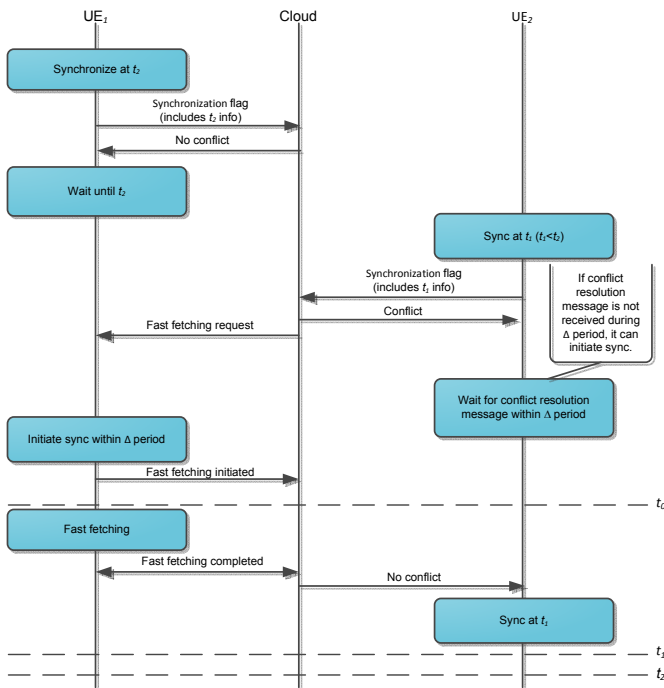 UE1
Cloud
UE2
Synchronize at t2
Synchronization flag
(includes t2 info)
No conflict
Wait until t2
Sync at t1 (t1<t2)
Synchronization flag
(includes t1 info)
If conflict
resolution
message is not
received during
Δ period, it can
initiate sync.
Conflict
Fast fetching request
Wait for conflict resolution
message within Δ period
Initiate sync within Δ period
Fast fetching initiated
t0
Fast fetching
Fast fetching completed
No conflict
Sync at t1
t1
t2